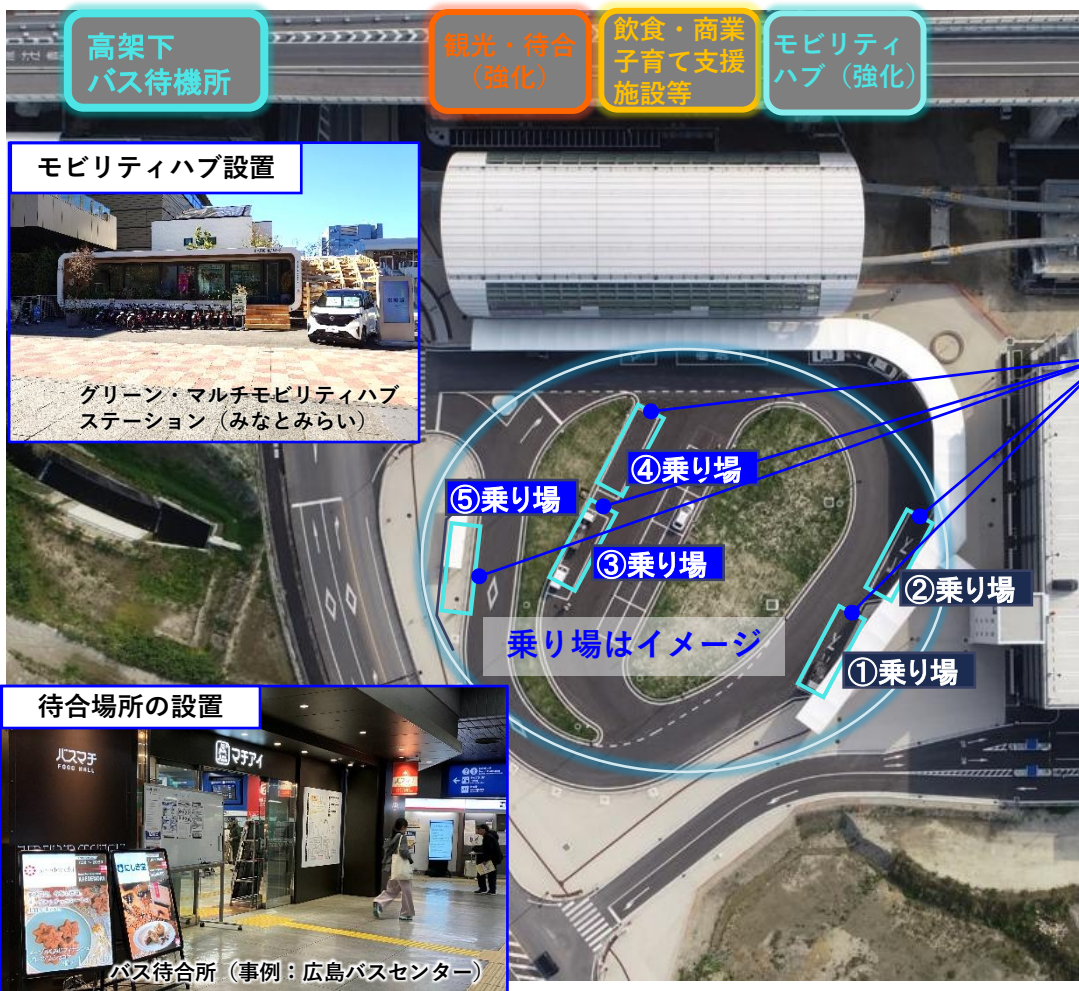 高架下
バス待機所
観光・待合
（強化）
飲食・商業
子育て支援
施設等
モビリティ
ハブ（強化）
モビリティハブ設置
グリーン・マルチモビリティハブ
ステーション（みなとみらい）
④乗り場
⑤乗り場
③乗り場
②乗り場
乗り場はイメージ
①乗り場
待合場所の設置
バスマチ
FOOD HALL
マチアイ
にしき堂
バス待合所（事例：広島バスセンター）